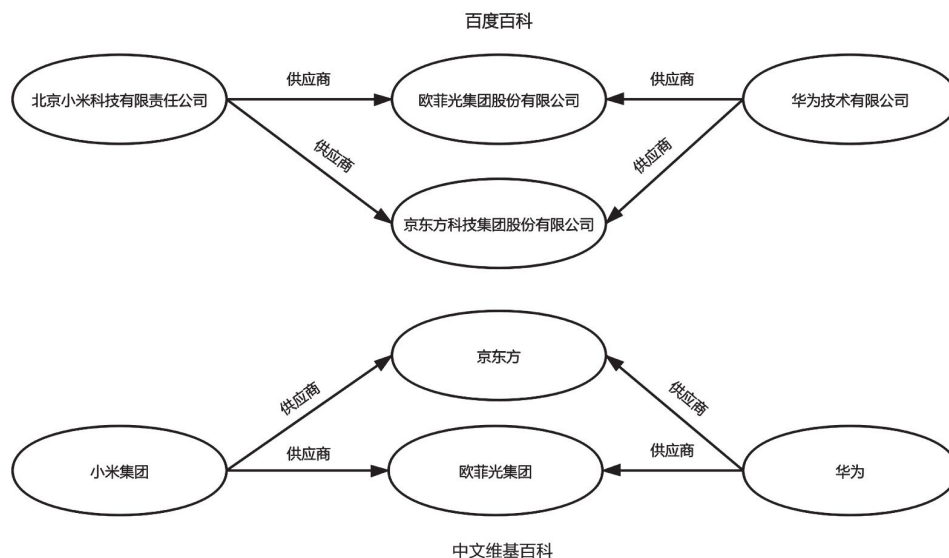 百度百科
供应商
供应商
北京小米科技有限责任公司
欧菲光集团股份有限公司
华为技术有限公司
供应商
供应商
京东方科技集团股份有限公司
京东方
供应商
供应商
供应商
供应商
小米集团
欧菲光集团
华为
中文维基百科